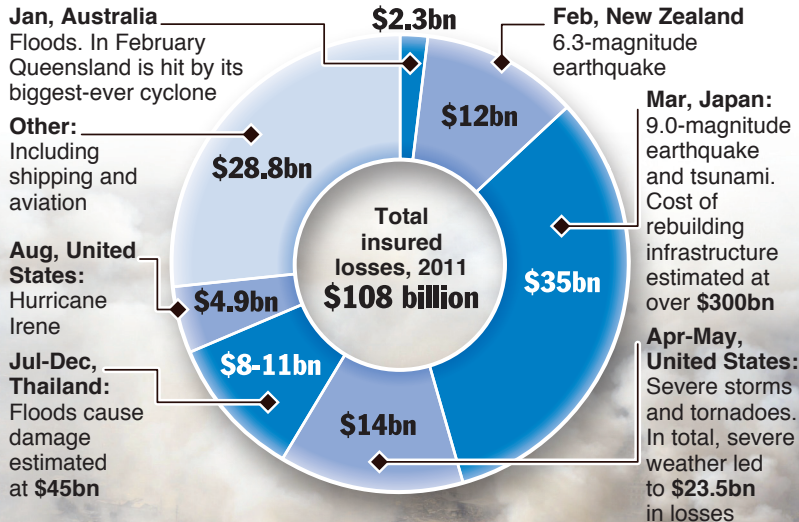 Jan, Australia
Floods. In February
Queensland is hit by its
biggest-ever cyclone
$2.3bn
Feb, New Zealand
6.3-magnitude
earthquake
$12bn
Mar, Japan:
9.0-magnitude
earthquake
and tsunami.
Cost of
rebuilding
infrastructure
estimated at
over $300bn
$35bn
Apr-May,
United States:
Severe storms
and tornadoes.
In total, severe
weather led
to $23.5bn
in losses
$14bn
Jul-Dec,
Thailand:
Floods cause
damage
estimated
at $45bn
$8-11bn
Aug, United
States:
Hurricane
Irene
$4.9bn
Other:
Including
shipping and
aviation
$28.8bn
Total
insured
losses, 2011
$108 billion